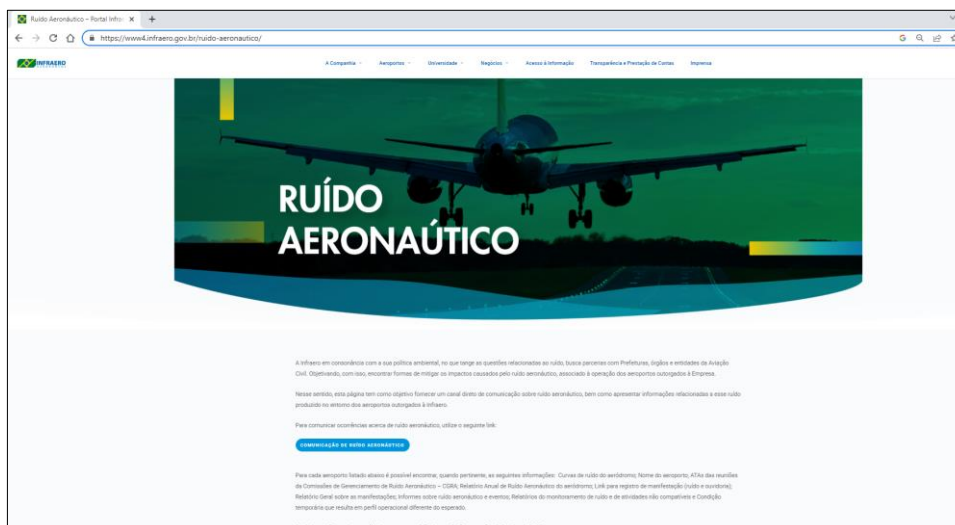 Ruído Aeronáutico – Portal Infra
https://www4.infraero.gov.br/ruido-aeronautico/
INFRAERO
A Companhia
Aeroportos
Universidade
Negócios
Acesso à Informação
Transparência e Prestação de Contas
Imprensa
RUÍDO
AERONAÚTICO
A Infraero em consonância com a sua política ambiental, no que tange as questões relacionadas ao ruído, busca parcerias com Prefeituras, órgãos e entidades da Aviação
Civil. Objetivando, com isso, encontrar formas de mitigar os impactos causados pelo ruído aeronáutico, associado à operação dos aeroportos outorgados à Empresa.
Nesse sentido, esta página tem como objetivo fornecer um canal direto de comunicação sobre ruído aeronáutico, bem como apresentar informações relacionadas a esse ruído
produzido no entorno dos aeroportos outorgados à Infraero.
Para comunicar ocorrências acerca de ruído aeronáutico, utilize o seguinte link:
COMUNICAÇÃO DE RUÍDO AERONÁUTICO
Para cada aeroporto listado abaixo é possível encontrar, quando pertinente, as seguintes informações: Curvas de ruído do aeródromo; Nome do aeroporto; ATAs das reuniões
da Comissões de Gerenciamento de Ruído Aeronáutico – CGRA; Relatório Anual de Ruído Aeronáutico do aeródromo; Link para registro de manifestação (ruído e ouvidoria);
Relatório Geral sobre as manifestações; Informes sobre ruído aeronáutico e eventos; Relatórios do monitoramento de ruído e de atividades não compatíveis e Condição
temporária que resulta em perfil operacional diferente do esperado.